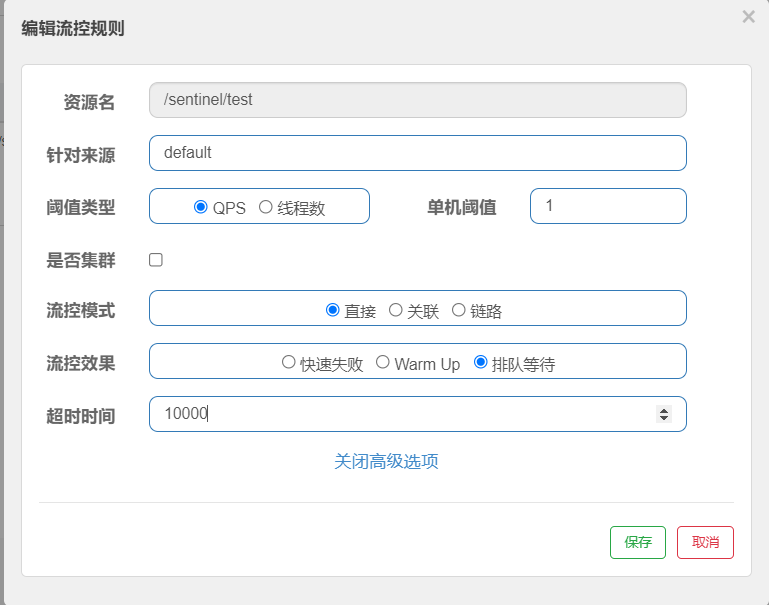 编辑流控规则
×
资源名 /sentinel/test
针对来源 default
阈值类型 QPS 线程数 单机阈值 1
是否集群
流控模式 直接 关联 链路
流控效果 快速失败 Warm Up 排队等待
超时时间 10000
关闭高级选项
保存 取消